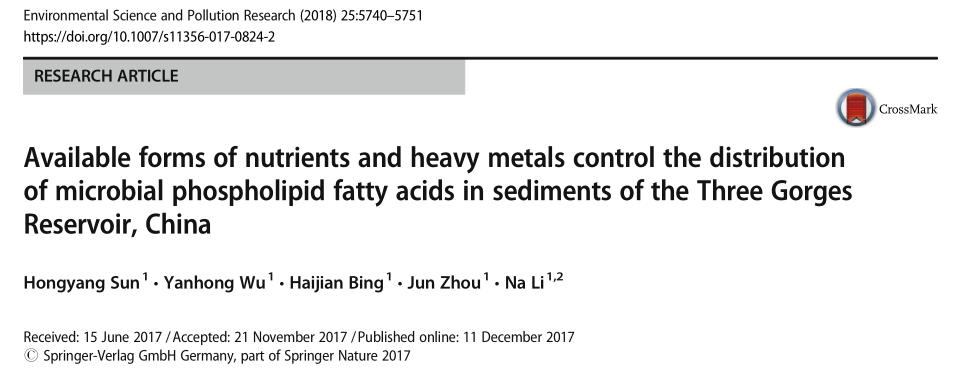 Environmental Science and Pollution Research (2018) 25:5740–5751
https://doi.org/10.1007/s11356-017-0824-2
RESEARCH ARTICLE
CrossMark
Available forms of nutrients and heavy metals control the distribution
of microbial phospholipid fatty acids in sediments of the Three Gorges
Reservoir, China
Hongyang Sun 1 • Yanhong Wu 1 • Haijian Bing 1 • Jun Zhou 1 • Na Li 1,2
Received: 15 June 2017 / Accepted: 21 November 2017 / Published online: 11 December 2017
© Springer-Verlag GmbH Germany, part of Springer Nature 2017